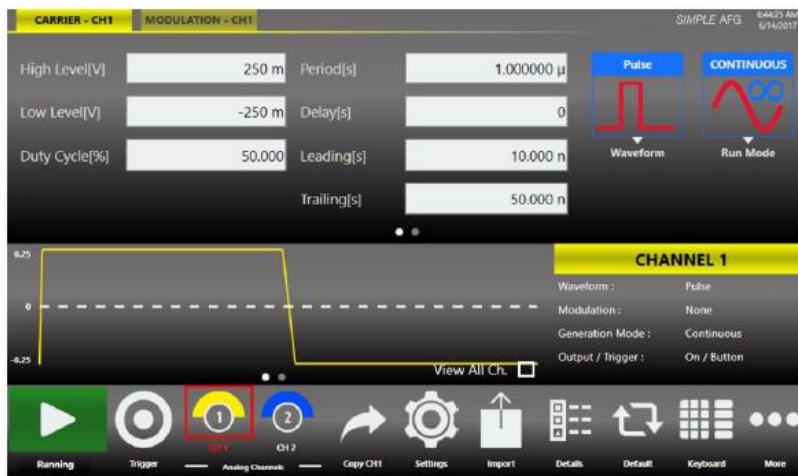 CARRIER - CH1 MODULATION - CH1 SIMPLE AFG 6:44:25 AM
6/14/2017
High Level[V] 250 m Period[s] 1.000000 µ Pulse CONTINUOUS
Low Level[V] -250 m Delay[s] 0
Duty Cycle[%] 50.000 Leading[s] 10.000 n Waveform Run Mode
Trailing[s] 50.000 n
0.25 CHANNEL 1
Waveform : Pulse
0 Modulation : None
Generation Mode : Continuous
-0.25 Output / Trigger : On / Button
View All Ch.
1 2
CH 1 CH 2
Running Trigger Analog Channels Copy CH1 Settings Import Details Default Keyboard More